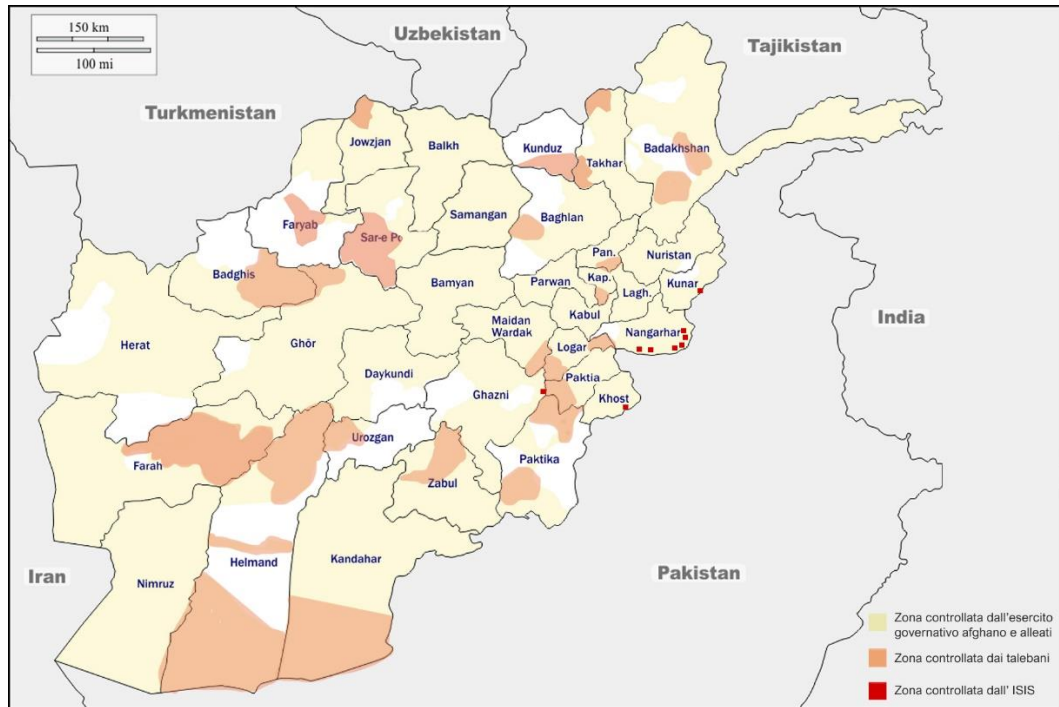 150 km
100 mi
Uzbekistan
Tajikistan
Turkmenistan
Jowzjan
Balkh
Kunduz
Takhar
Badakhshan
Faryab
Sar-e Po
Samangan
Baghlan
Badghis
Pan.
Nuristan
Bamyan
Parwan
Kap.
Lagh.
Kunar
Kabul
Herat
Ghōr
Maidan
Wardak
Nangarhar
India
Logar
Daykundi
Ghazni
Paktia
Khost
Urozgan
Farah
Zabul
Paktika
Helmand
Kandahar
Nimruz
Iran
Pakistan
Zona controllata dall'esercito
governativo afghano e alleati
Zona controllata dai talebani
Zona controllata dall' ISIS